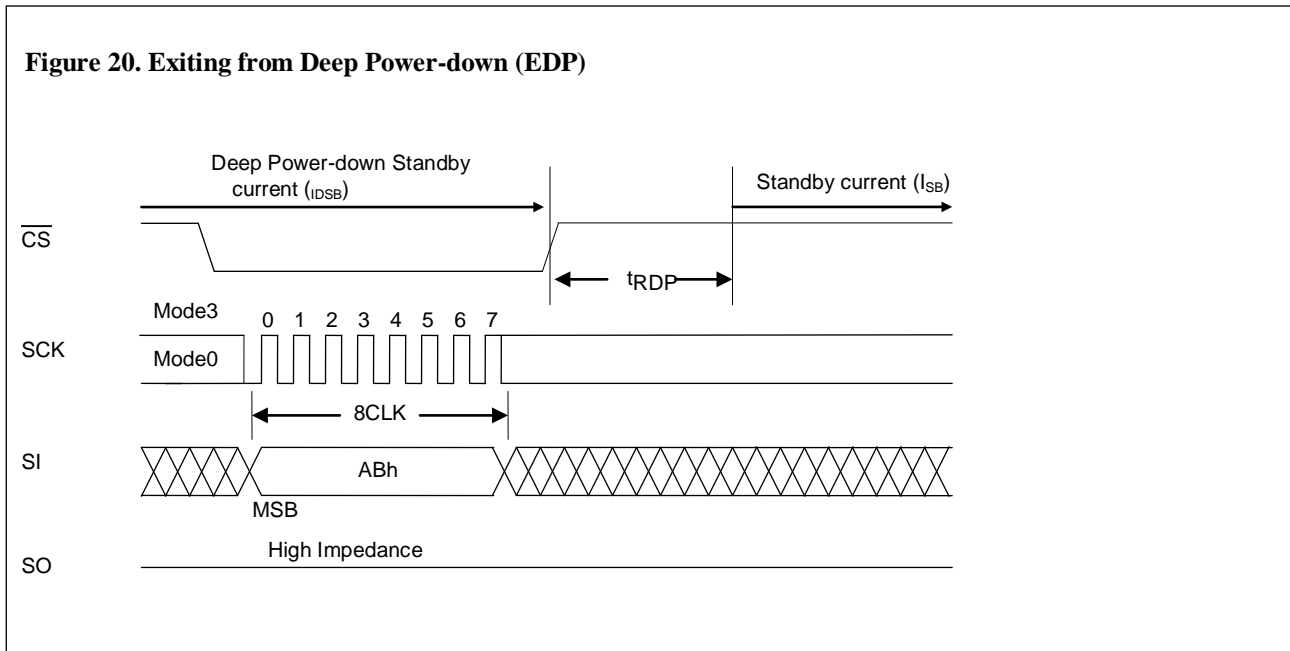 Figure 20. Exiting from Deep Power-down (EDP)
Deep Power-down Standby
current (IDSB)
Standby current (ISB)
CS
tRDP
Mode3
0 1 2 3 4 5 6 7
SCK
Mode0
8CLK
SI
ABh
MSB
High Impedance
SO